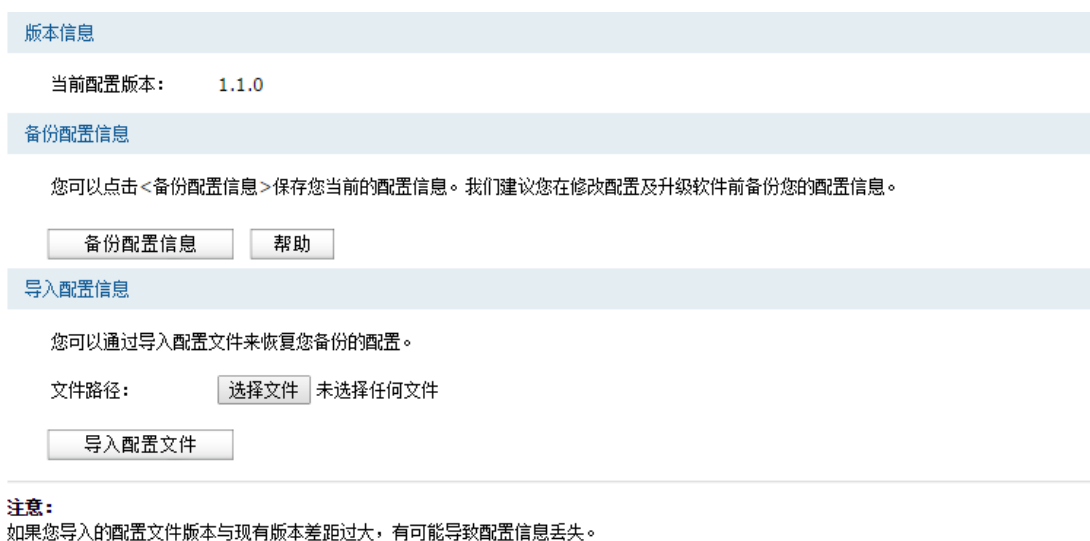 版本信息
当前配置版本： 1.1.0
备份配置信息
您可以点击<备份配置信息>保存您当前的配置信息。我们建议您在修改配置及升级软件前备份您的配置信息。
备份配置信息 帮助
导入配置信息
您可以通过导入配置文件来恢复您备份的配置。
文件路径： 选择文件 未选择任何文件
导入配置文件
注意：
如果您导入的配置文件版本与现有版本差距过大，有可能导致配置信息丢失。